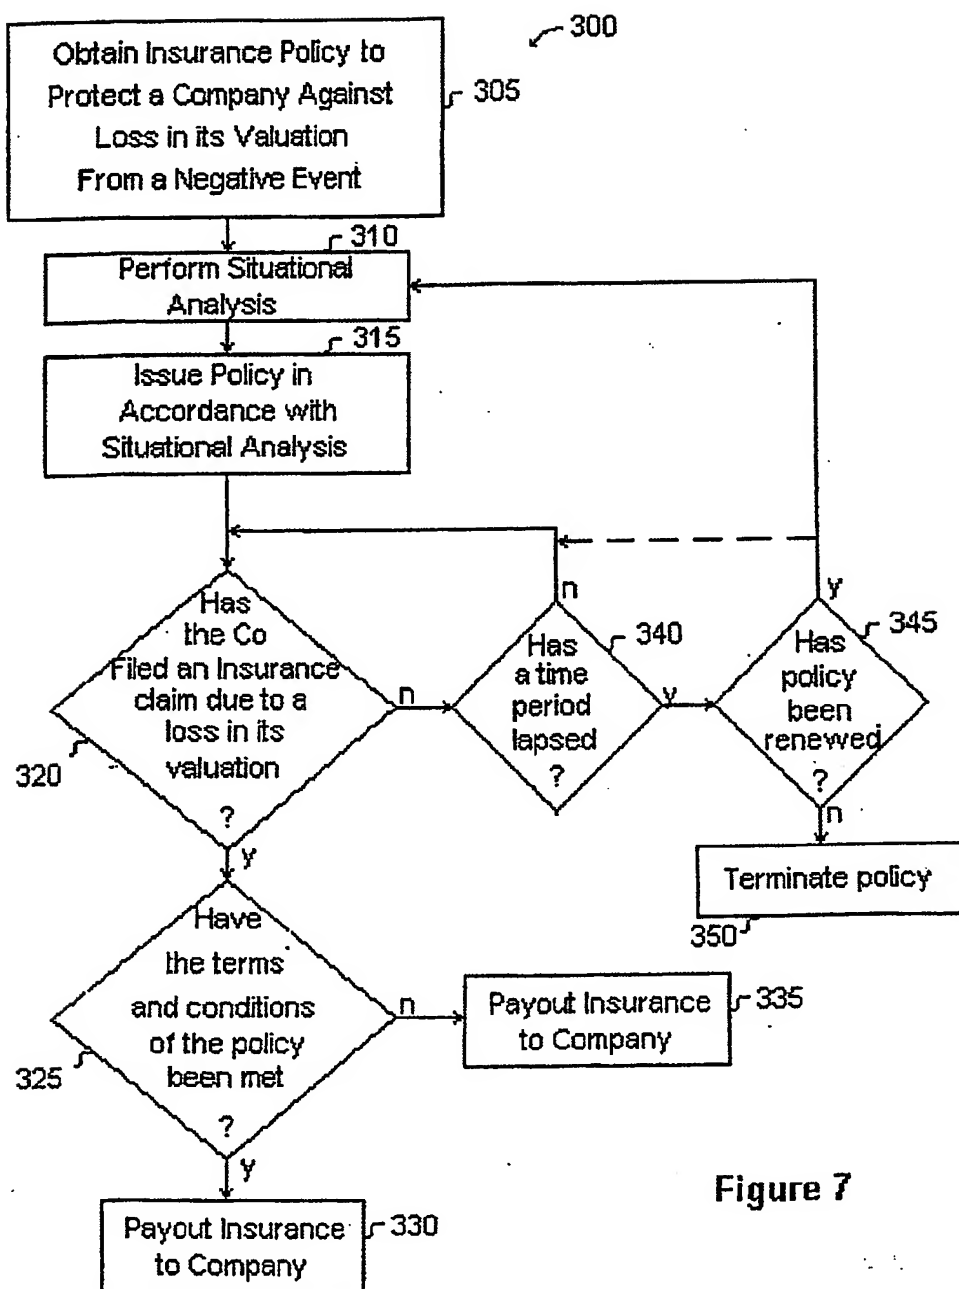 300
Obtain Insurance Policy to
Protect a Company Against
Loss in its Valuation
From a Negative Event
305
310
Perform Situational
Analysis
315
Issue Policy in
Accordance with
Situational Analysis
Has
the Co
Filed an Insurance
claim due to a
loss in its
valuation
?
320
n
y
Has
a time
period
lapsed
?
340
n
y
Has
policy
been
renewed
?
345
y
n
Terminate policy
350
Have
the terms
and conditions
of the policy
been met
?
325
n
y
Payout Insurance
to Company
335
Payout Insurance
to Company
330
Figure 7